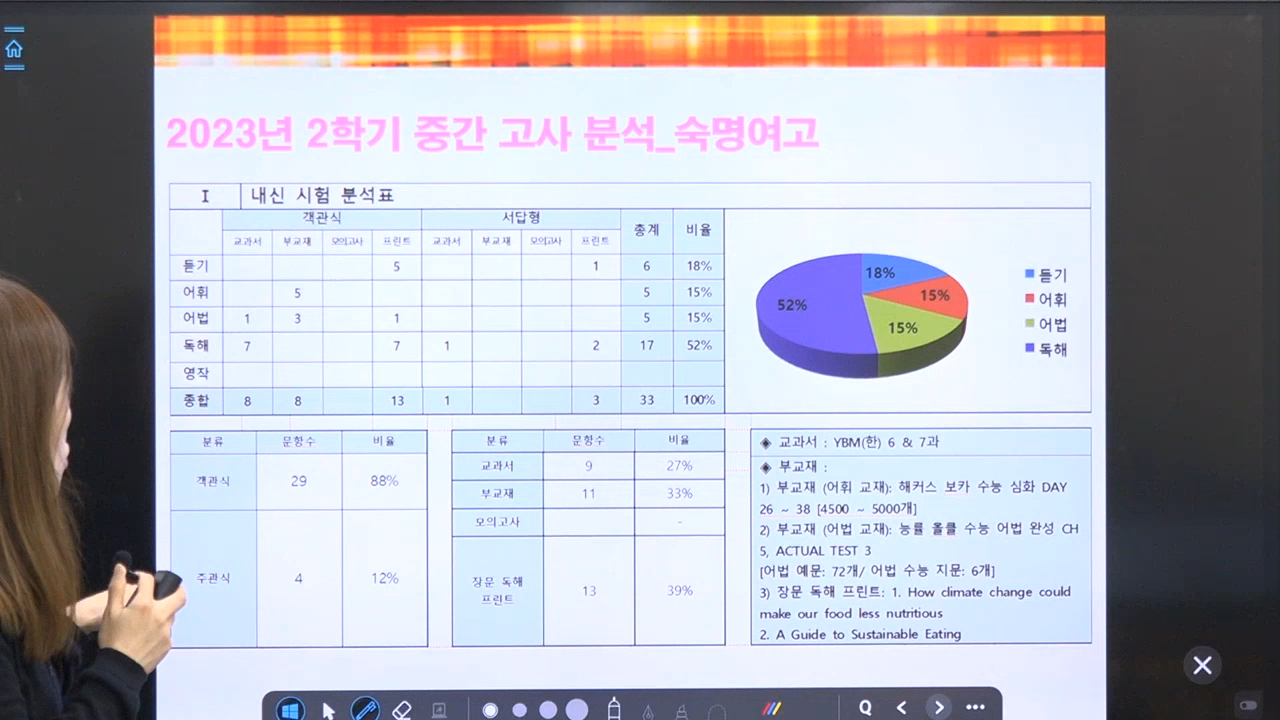 2023년 2학기 중간 고사 분석_숙명여고
I 내신 시험 분석표
객관식 서답형 총계 비율
교과서 부교재 모의고사 프린트 교과서 부교재 모의고사 프린트
듣기 5 1 6 18%
어휘 5 5 15%
어법 1 3 1 5 15%
독해 7 7 1 2 17 52%
영작
종합 8 8 13 1 3 33 100%
18%
15%
15%
52%
듣기
어휘
어법
독해
분류 문항수 비율
객관식 29 88%
주관식 4 12%
분류 문항수 비율
교과서 9 27%
부교재 11 33%
모의고사 -
장문 독해
프린트 13 39%
◈ 교과서 : YBM(한) 6 & 7과
◈ 부교재 :
1) 부교재 (어휘 교재): 해커스 보카 수능 심화 DAY
26 ~ 38 [4500 ~ 5000개]
2) 부교재 (어법 교재): 능률 올클 수능 어법 완성 CH
5, ACTUAL TEST 3
[어법 예문: 72개/ 어법 수능 지문: 6개]
3) 장문 독해 프린트: 1. How climate change could
make our food less nutritious
2. A Guide to Sustainable Eating